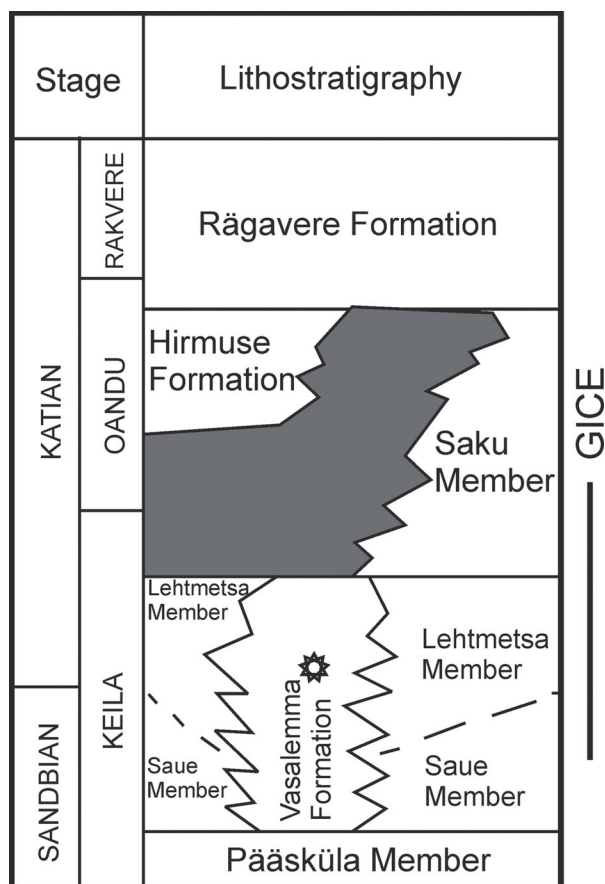 Stage
Lithostratigraphy
KATIAN
SANDBIAN
RAKVERE
OANDU
KEILA
Rägavere Formation
Hirmuse
Formation
Saku
Member
Lehtmetsa
Member
Saue
Member
Vasalemma
Formation
Lehtmetsa
Member
Saue
Member
Pääsküla Member
GICE